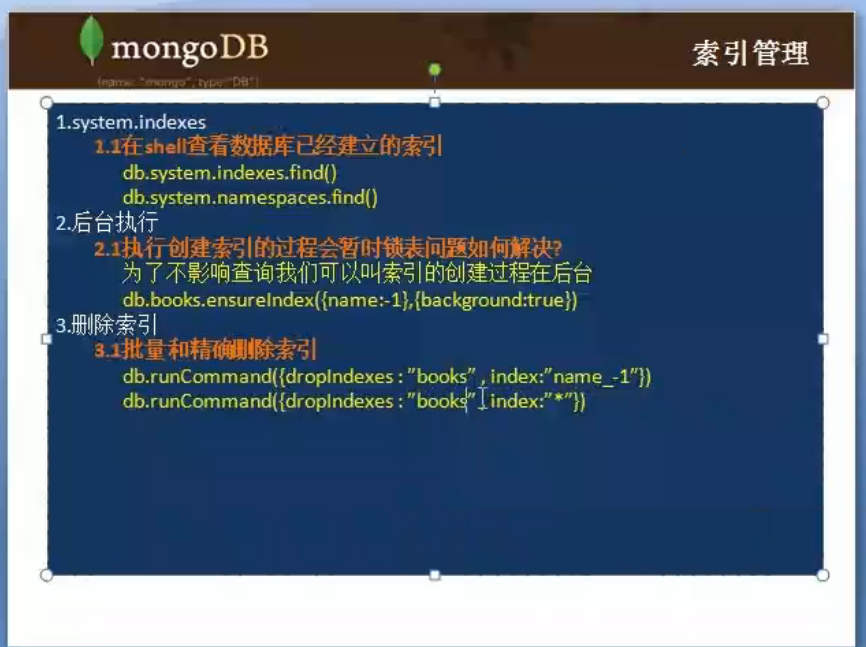 mongoDB
{name: "mongo", type:"DB"}
索引管理
1.system.indexes
1.1在shell查看数据库已经建立的索引
db.system.indexes.find()
db.system.namespaces.find()
2.后台执行
2.1执行创建索引的过程会暂时锁表问题如何解决?
为了不影响查询我们可以叫索引的创建过程在后台
db.books.ensureIndex({name:-1},{background:true})
3.删除索引
3.1批量和精确删除索引
db.runCommand({dropIndexes : ”books” , index:”name_-1”})
db.runCommand({dropIndexes : ”books” , index:”*”})